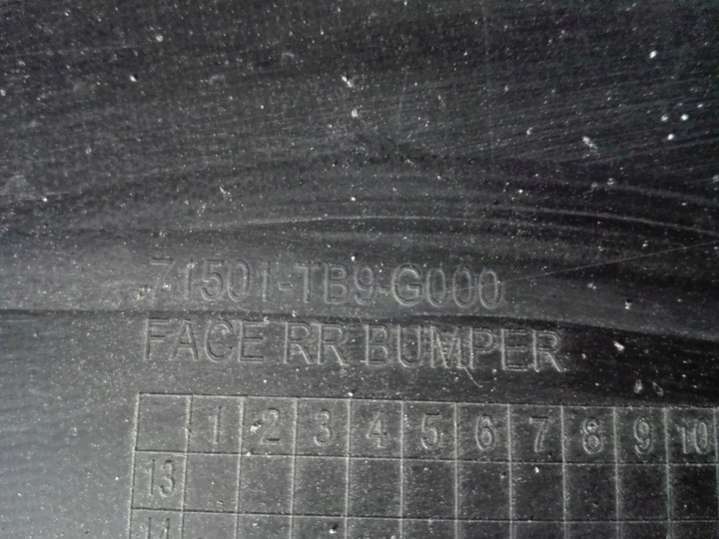 71501-TB9-G000
FACE RR BUMPER
1 2 3 4 5 6 7 8 9 10
13